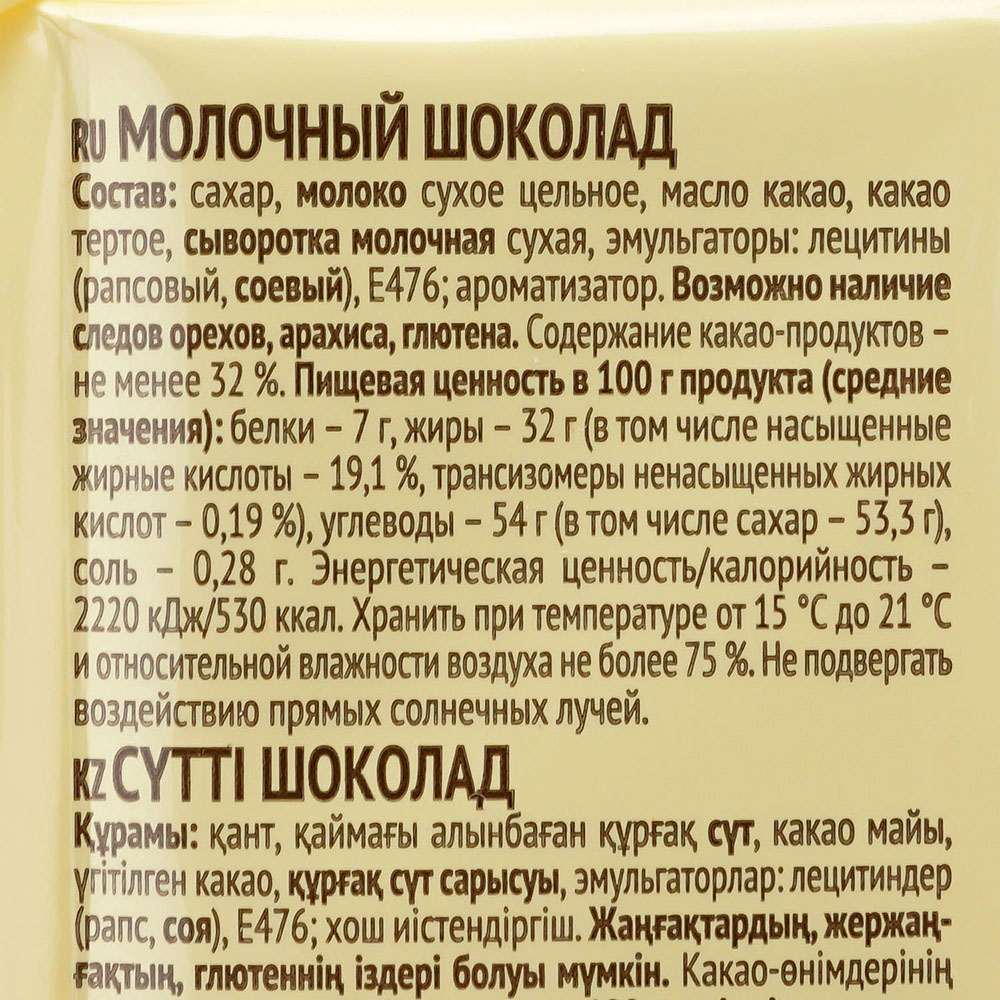 RU МОЛОЧНЫЙ ШОКОЛАД
Состав: сахар, молоко сухое цельное, масло какао, какао
тертое, сыворотка молочная сухая, эмульгаторы: лецитины
(рапсовый, соевый), Е476; ароматизатор. Возможно наличие
следов орехов, арахиса, глютена. Содержание какао-продуктов –
не менее 32 %. Пищевая ценность в 100 г продукта (средние
значения): белки – 7 г, жиры – 32 г (в том числе насыщенные
жирные кислоты – 19,1 %, трансизомеры ненасыщенных жирных
кислот – 0,19 %), углеводы – 54 г (в том числе сахар – 53,3 г),
соль – 0,28 г. Энергетическая ценность/калорийность –
2220 кДж/530 ккал. Хранить при температуре от 15 °С до 21 °С
и относительной влажности воздуха не более 75 %. Не подвергать
воздействию прямых солнечных лучей.
KZ СҮТТІ ШОКОЛАД
Құрамы: қант, қаймағы алынбаған құрғақ сүт, какао майы,
үгітілген какао, құрғақ сүт сарысуы, эмульгаторлар: лецитиндер
(рапс, соя), Е476; хош иістендіргіш. Жаңғақтардың, жержаң-
ғақтың, глютеннің іздері болуы мүмкін. Какао-өнімдерінің